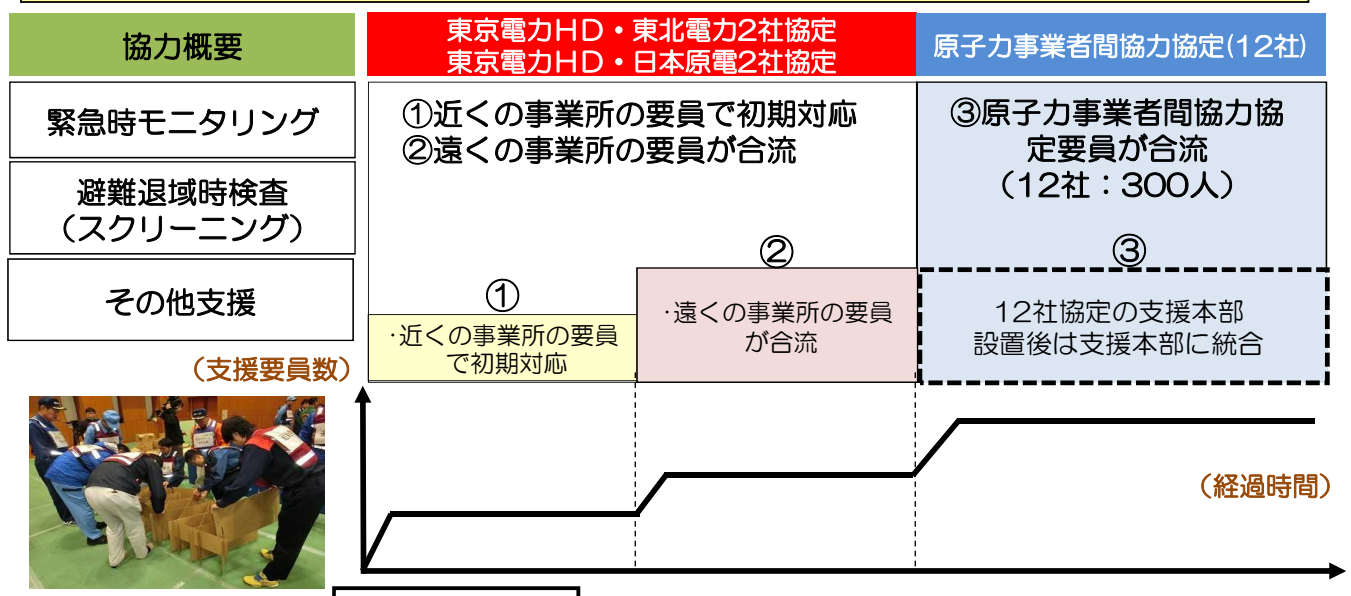 協力概要
東京電力HD・東北電力2社協定
東京電力HD・日本原電2社協定
原子力事業者間協力協定(12社)
緊急時モニタリング
避難退域時検査
(スクリーニング)
その他支援
①近くの事業所の要員で初期対応
②遠くの事業所の要員が合流
③原子力事業者間協力協
定要員が合流
(12社:300人)
①
・近くの事業所の要員
で初期対応
②
・遠くの事業所の要員
が合流
③
12社協定の支援本部
設置後は支援本部に統合
(支援要員数)
(経過時間)